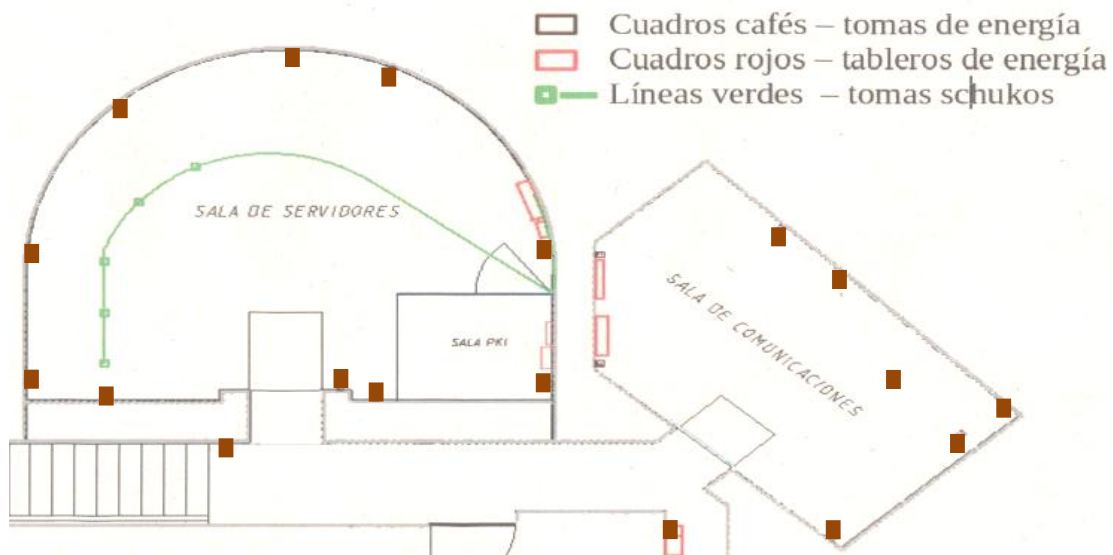 Cuadros cafés – tomas de energía
Cuadros rojos – tableros de energía
Líneas verdes – tomas schukos
SALA DE SERVIDORES
SALA DE COMUNICACIONES
SALA PKI